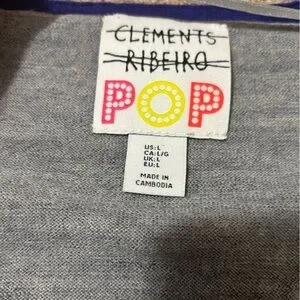 CLEMENTS
RIBEIRO
POP
US:L
CA:L/G
UK:L
EU:L
MADE IN
CAMBODIA